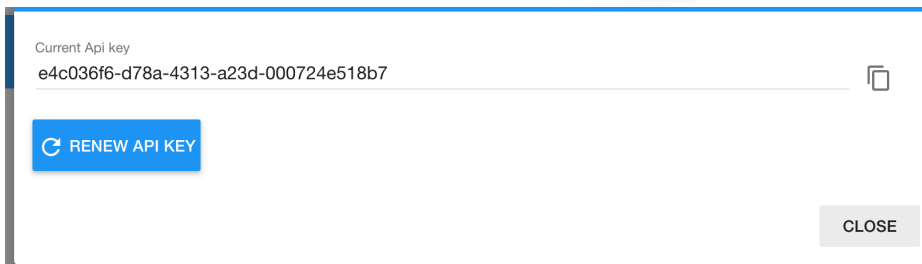 Current Api key
e4c036f6-d78a-4313-a23d-000724e518b7
RENEW API KEY
CLOSE